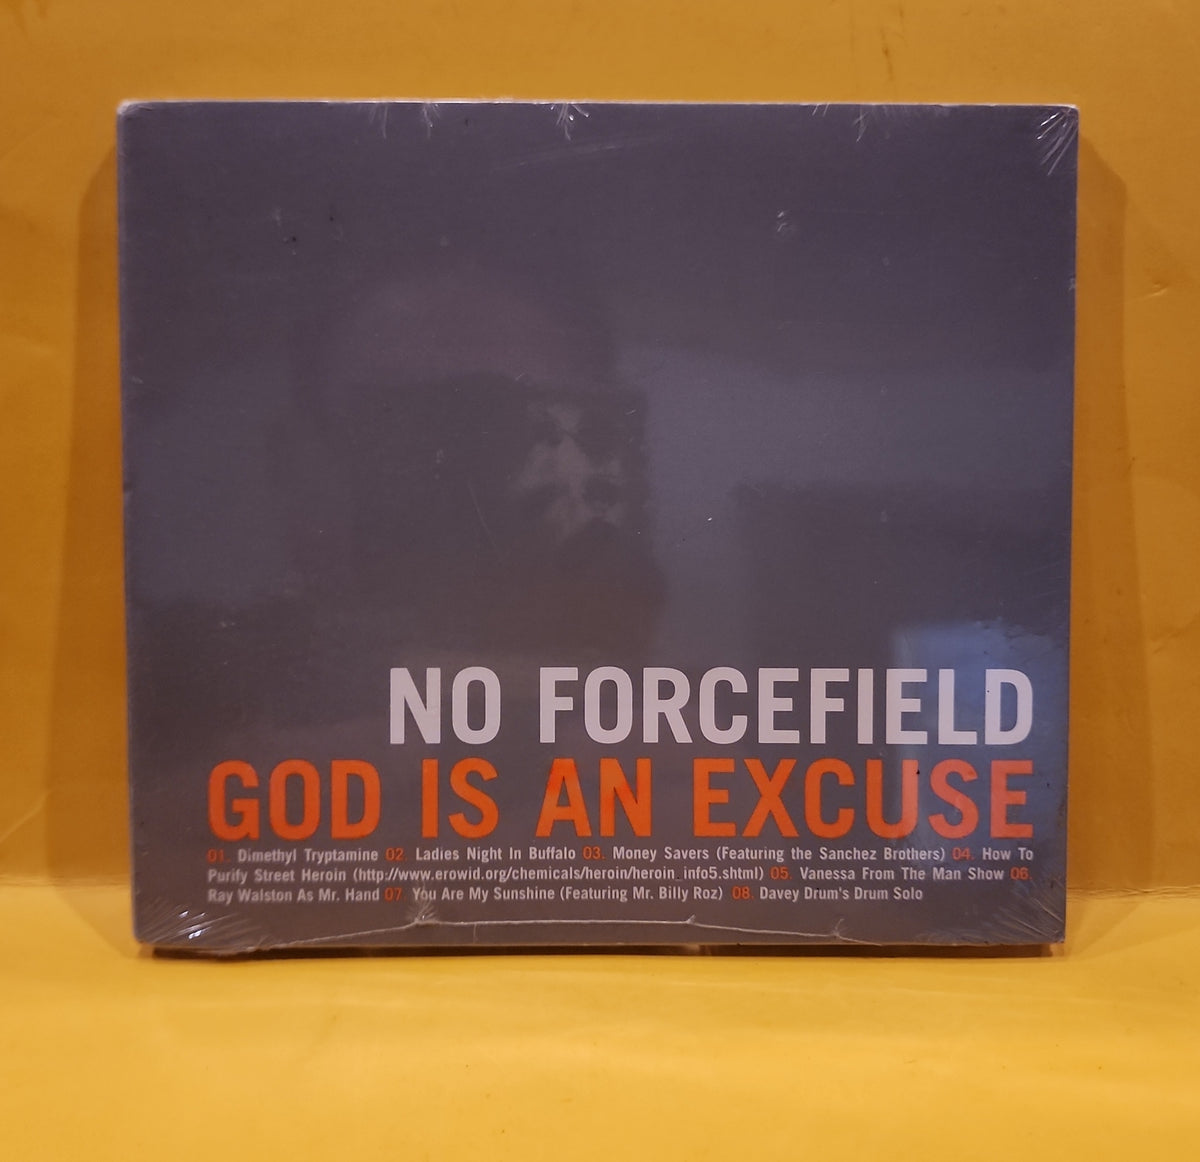 NO FORCEFIELD
GOD IS AN EXCUSE
01. Dimethyl Tryptamine 02. Ladies Night In Buffalo 03. Money Savers (Featuring the Sanchez Brothers) 04. How To
Purify Street Heroin (http://www.erowid.org/chemicals/heroin/heroin_info5.shtml) 05. Vanessa From The Man Show 06.
Ray Walston As Mr. Hand 07. You Are My Sunshine (Featuring Mr. Billy Roz) 08. Davey Drum's Drum Solo